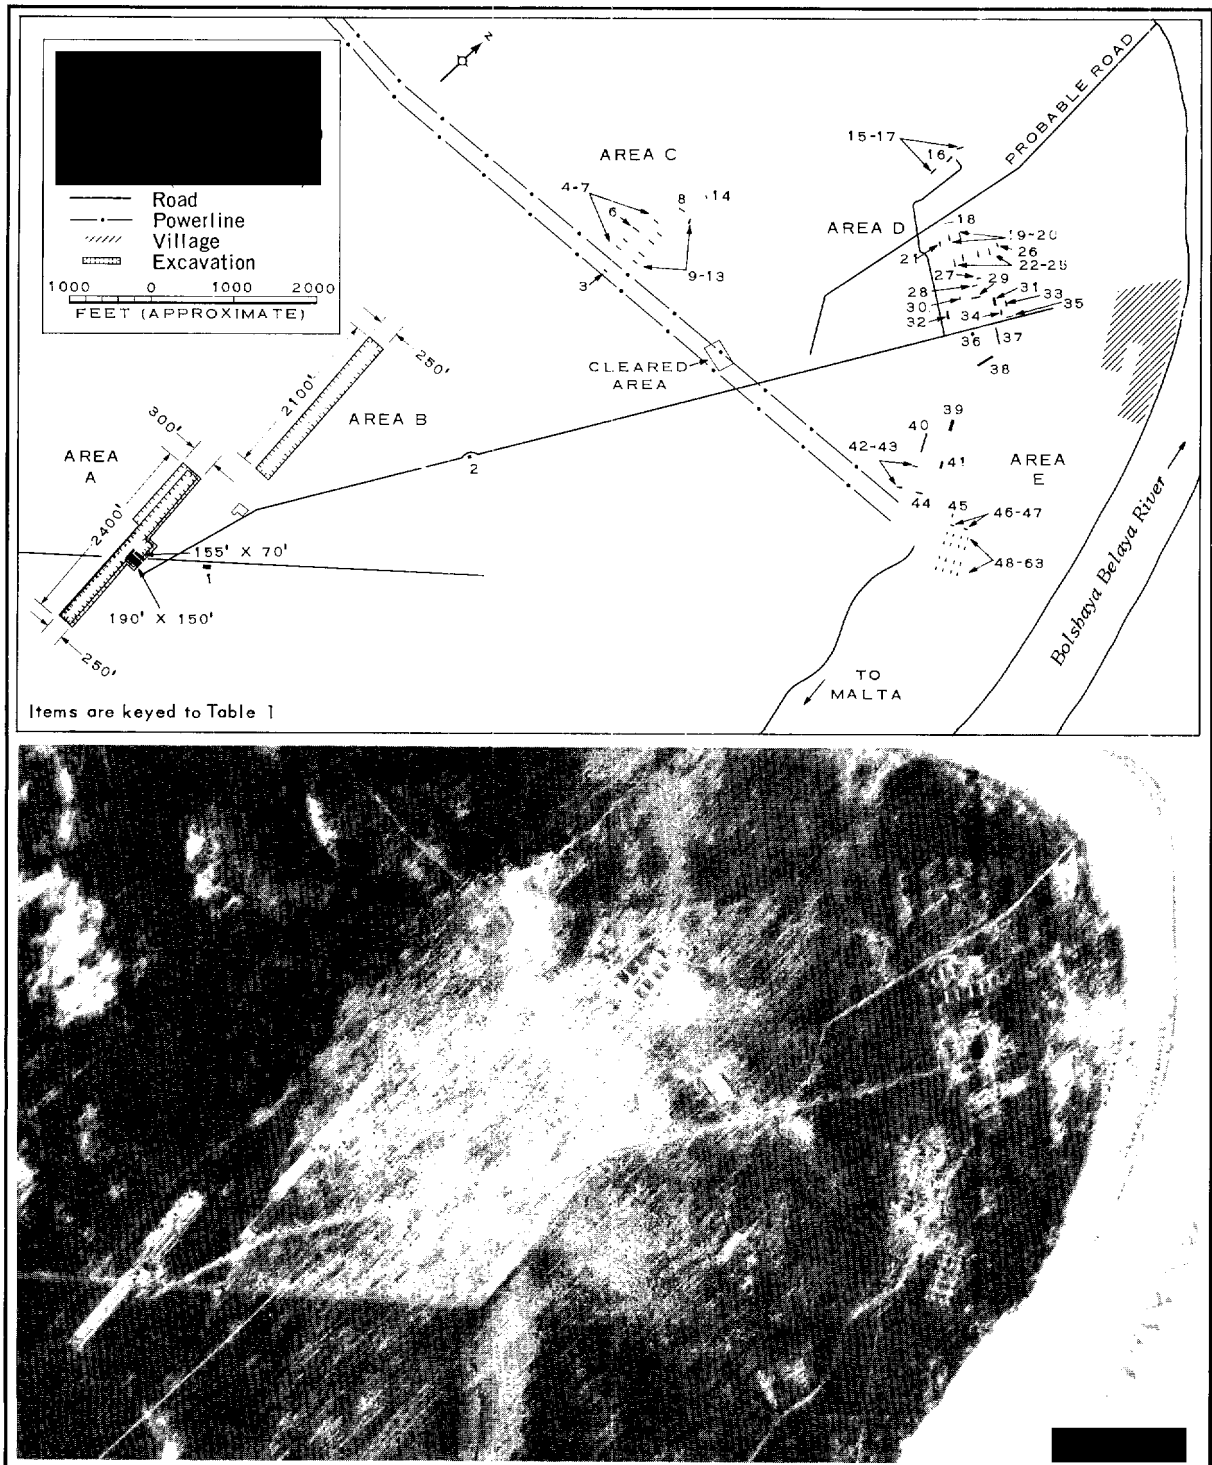 N
PROBABLE ROAD
15-17
16
AREA C
4-7
6
8
14
Road
Powerline
Village
Excavation
1000 0 1000 2000
FEET (APPROXIMATE)
AREA D
18
19-20
21
26
22-25
27
29
28
31
30
33
32
34
35
36
37
38
9-13
3
CLEARED
AREA
250'
2100'
AREA B
300'
AREA
A
2400'
2
39
40
42-43
41
AREA
E
44
45
46-47
48-63
155' X 70'
1
190' X 150'
250'
Bolshaya Belaya River
TO
MALTA
Items are keyed to Table 1